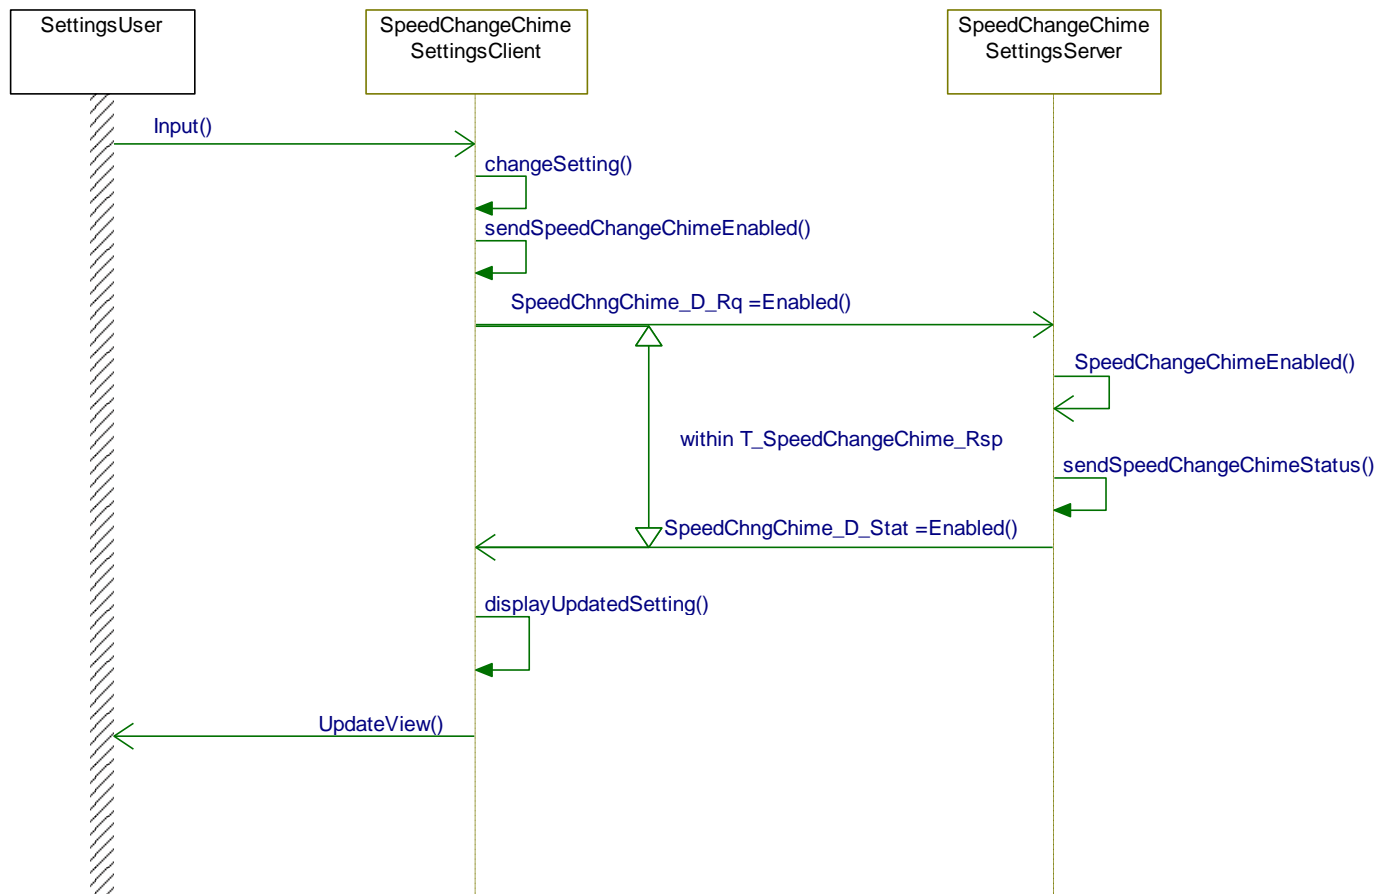 SettingsUser
SpeedChangeChime
SettingsClient
SpeedChangeChime
SettingsServer
Input()
changeSetting()
sendSpeedChangeChimeEnabled()
SpeedChngChime_D_Rq =Enabled()
SpeedChangeChimeEnabled()
within T_SpeedChangeChime_Rsp
sendSpeedChangeChimeStatus()
SpeedChngChime_D_Stat =Enabled()
displayUpdatedSetting()
UpdateView()